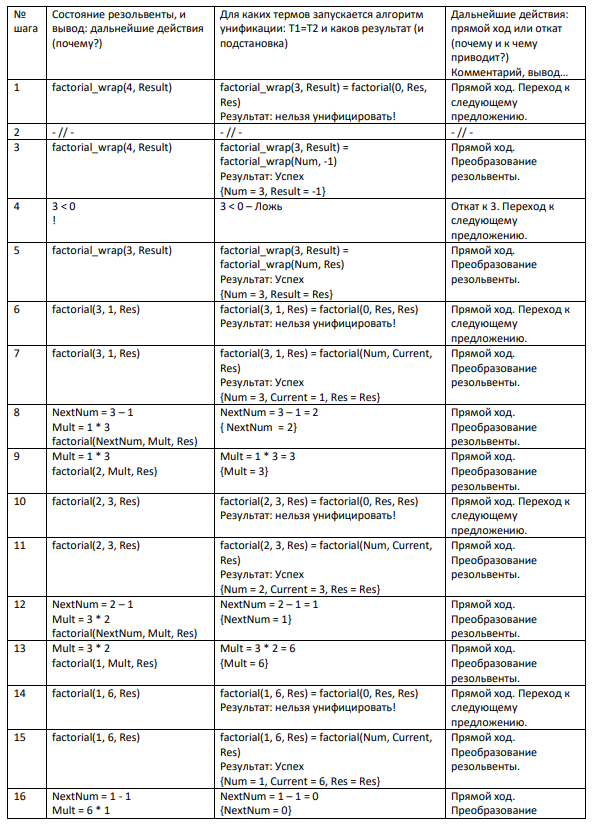 № шага
Состояние резольвенты, и вывод: дальнейшие действия (почему?)
Для каких термов запускается алгоритм унификации: T1=T2 и каков результат (и подстановка)
Дальнейшие действия: прямой ход или откат (почему и к чему приводит?)
Комментарий, вывод…
1
factorial_wrap(4, Result)
factorial_wrap(3, Result) = factorial(0, Res, Res)
Результат: нельзя унифицировать!
Прямой ход. Переход к следующему предложению.
2
- // -
- // -
- // -
3
factorial_wrap(4, Result)
factorial_wrap(3, Result) =
factorial_wrap(Num, -1)
Результат: Успех
{Num = 3, Result = -1}
Прямой ход.
Преобразование
резольвенты.
4
3 < 0
!
3 < 0 – Ложь
Откат к 3. Переход к
следующему
предложению.
5
factorial_wrap(3, Result)
factorial_wrap(3, Result) =
factorial_wrap(Num, Res)
Результат: Успех
{Num = 3, Result = Res}
Прямой ход.
Преобразование
резольвенты.
6
factorial(3, 1, Res)
factorial(3, 1, Res) = factorial(0, Res, Res)
Результат: нельзя унифицировать!
Прямой ход. Переход к
следующему
предложению.
7
factorial(3, 1, Res)
factorial(3, 1, Res) = factorial(Num, Current,
Res)
Результат: Успех
{Num = 3, Current = 1, Res = Res}
Прямой ход.
Преобразование
резольвенты.
8
NextNum = 3 – 1
Mult = 1 * 3
factorial(NextNum, Mult, Res)
NextNum = 3 – 1 = 2
{ NextNum = 2}
Прямой ход.
Преобразование
резольвенты.
9
Mult = 1 * 3
factorial(2, Mult, Res)
Mult = 1 * 3 = 3
{Mult = 3}
Прямой ход.
Преобразование
резольвенты.
10
factorial(2, 3, Res)
factorial(2, 3, Res) = factorial(0, Res, Res)
Результат: нельзя унифицировать!
Прямой ход. Переход к
следующему
предложению.
11
factorial(2, 3, Res)
factorial(2, 3, Res) = factorial(Num, Current,
Res)
Результат: Успех
{Num = 2, Current = 3, Res = Res}
Прямой ход.
Преобразование
резольвенты.
12
NextNum = 2 – 1
Mult = 3 * 2
factorial(NextNum, Mult, Res)
NextNum = 2 – 1 = 1
{NextNum = 1}
Прямой ход.
Преобразование
резольвенты.
13
Mult = 3 * 2
factorial(1, Mult, Res)
Mult = 3 * 2 = 6
{Mult = 6}
Прямой ход.
Преобразование
резольвенты.
14
factorial(1, 6, Res)
factorial(1, 6, Res) = factorial(0, Res, Res)
Результат: нельзя унифицировать!
Прямой ход. Переход к
следующему
предложению.
15
factorial(1, 6, Res)
factorial(1, 6, Res) = factorial(Num, Current,
Res)
Результат: Успех
{Num = 1, Current = 6, Res = Res}
Прямой ход.
Преобразование
резольвенты.
16
NextNum = 1 - 1
Mult = 6 * 1
NextNum = 1 – 1 = 0
{NextNum = 0}
Прямой ход.
Преобразование